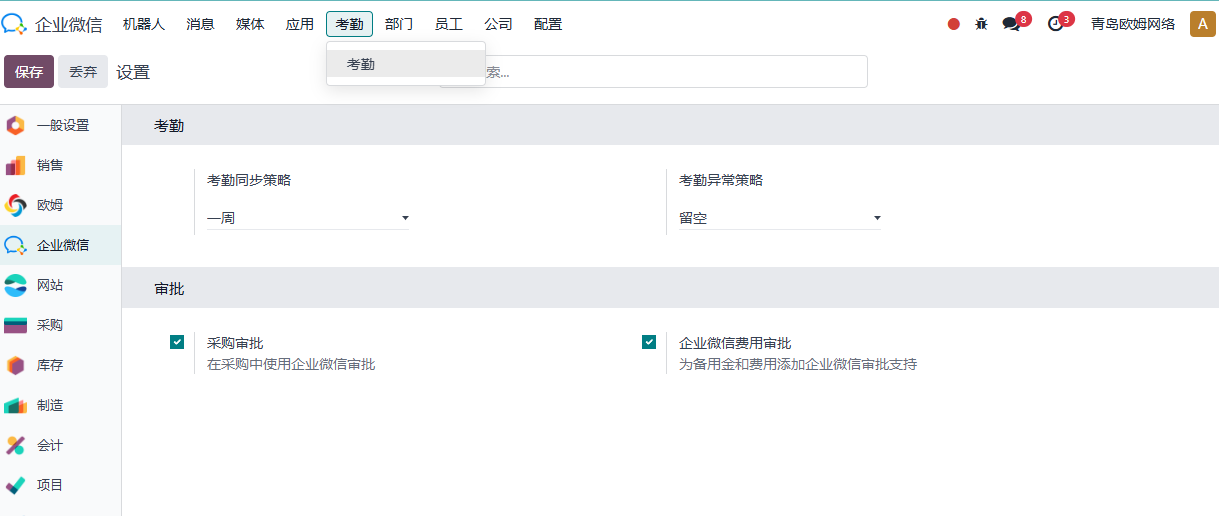 企业微信 机器人 消息 媒体 应用 考勤 部门 员工 公司 配置 8 3 青岛欧姆网络 A
考勤
保存 丢弃 设置 索...
一般设置
销售
欧姆
企业微信
网站
采购
库存
制造
会计
项目
考勤
考勤同步策略
一周
考勤异常策略
留空
审批
采购审批
在采购中使用企业微信审批
企业微信费用审批
为备用金和费用添加企业微信审批支持